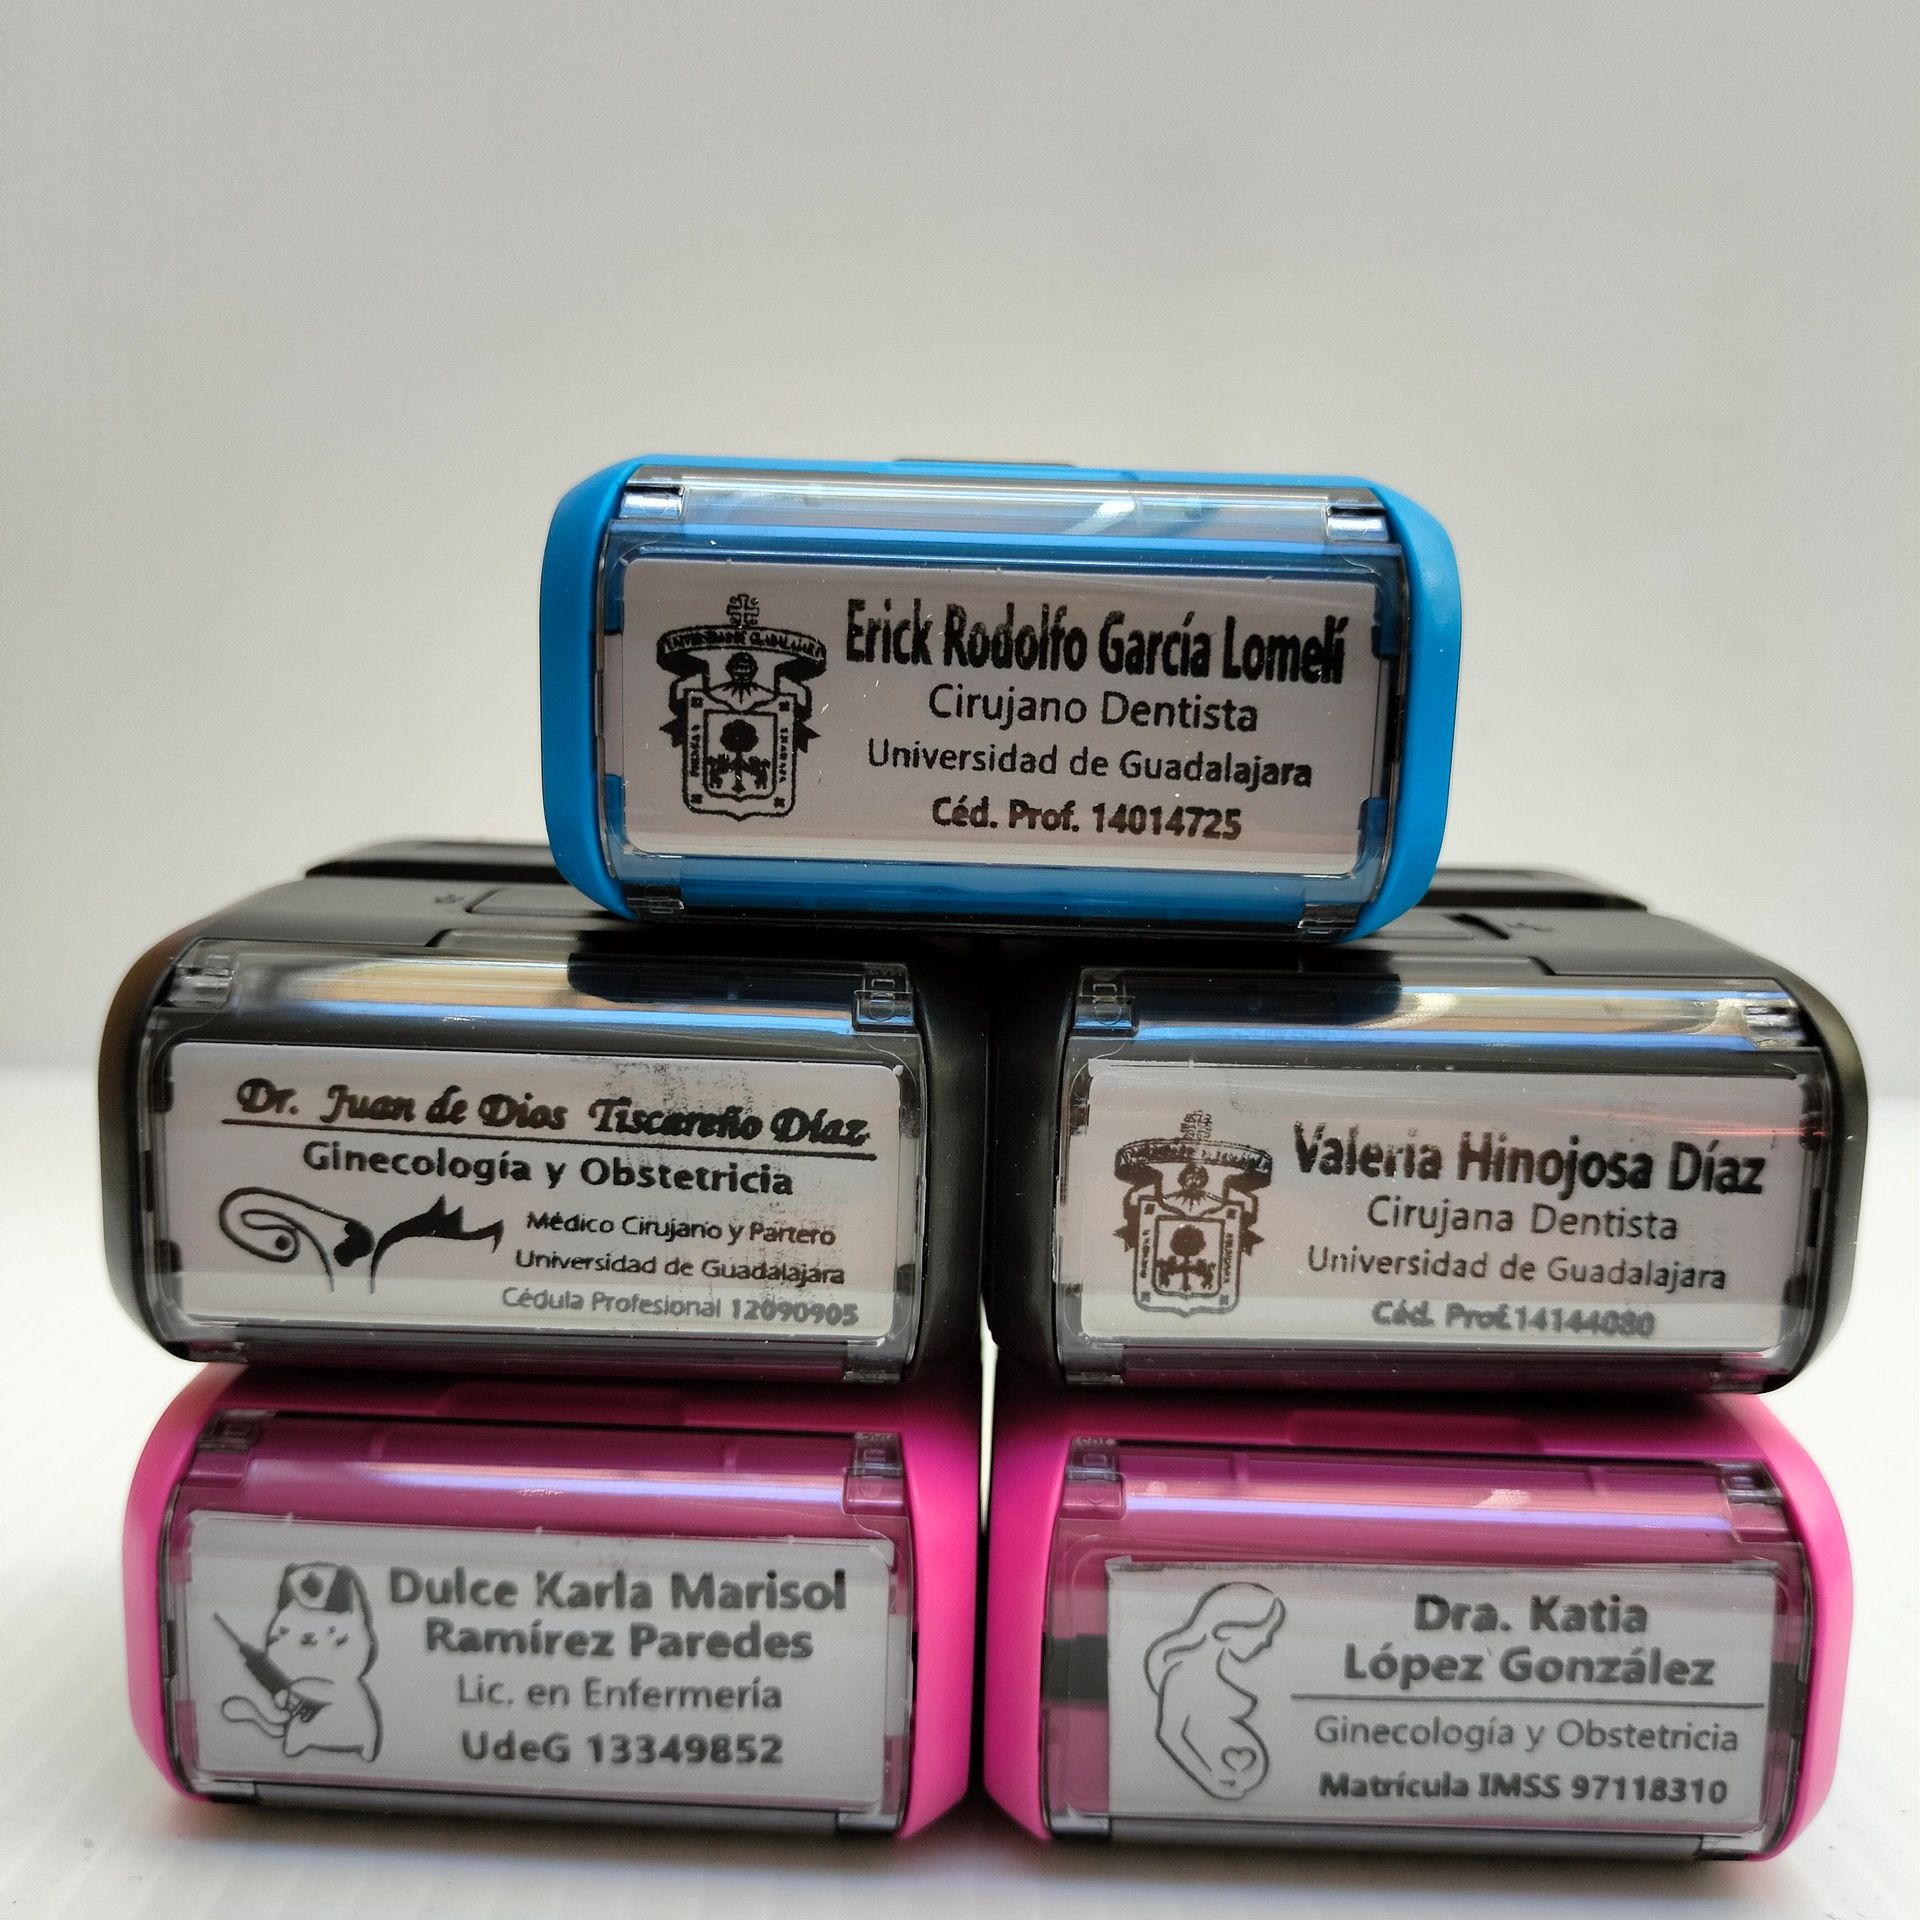 UNIVERSIDAD DE GUADALAJARA
Erick Rodolfo García Lomelí
Cirujano Dentista
Universidad de Guadalajara
Céd. Prof. 14014725
Dr. Juan de Dios Tiscareño Díaz
Ginecología y Obstetricia
Médico Cirujano y Partero
Universidad de Guadalajara
Cédula Profesional 12090905
Valeria Hinojosa Díaz
Cirujana Dentista
Universidad de Guadalajara
Céd. Prof. 14144080
Dulce Karla Marisol
Ramírez Paredes
Lic. en Enfermería
UdeG 13349852
Dra. Katia
López González
Ginecología y Obstetricia
Matrícula IMSS 97118310